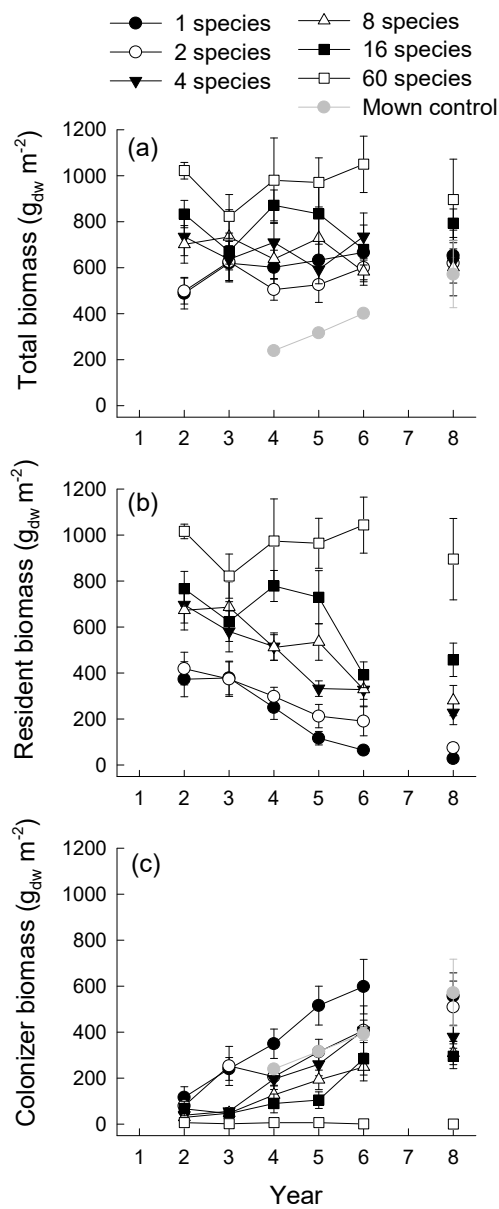 1 species 8 species
2 species 16 species
4 species 60 species
Mown control
(a)
Total biomass (g_dw m^-2)
1200
1000
800
600
400
200
0
1 2 3 4 5 6 7 8
(b)
Resident biomass (g_dw m^-2)
1200
1000
800
600
400
200
0
1 2 3 4 5 6 7 8
(c)
Colonizer biomass (g_dw m^-2)
1200
1000
800
600
400
200
0
1 2 3 4 5 6 7 8
Year